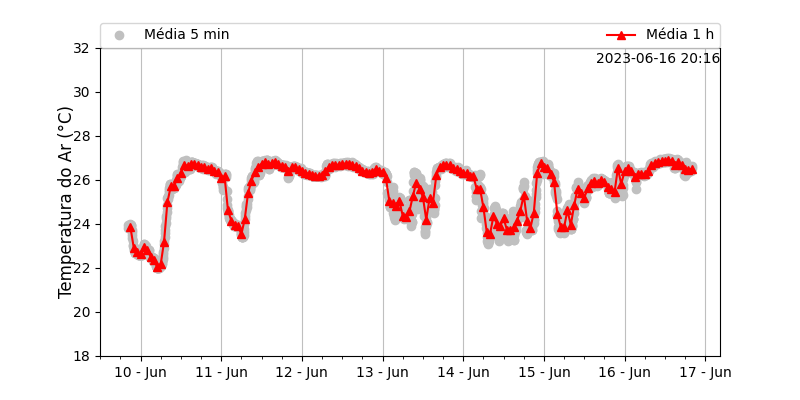 Média 5 min
Média 1 h
2023-06-16 20:16
Temperatura do Ar (°C)
32
30
28
26
24
22
20
18
10 - Jun
11 - Jun
12 - Jun
13 - Jun
14 - Jun
15 - Jun
16 - Jun
17 - Jun